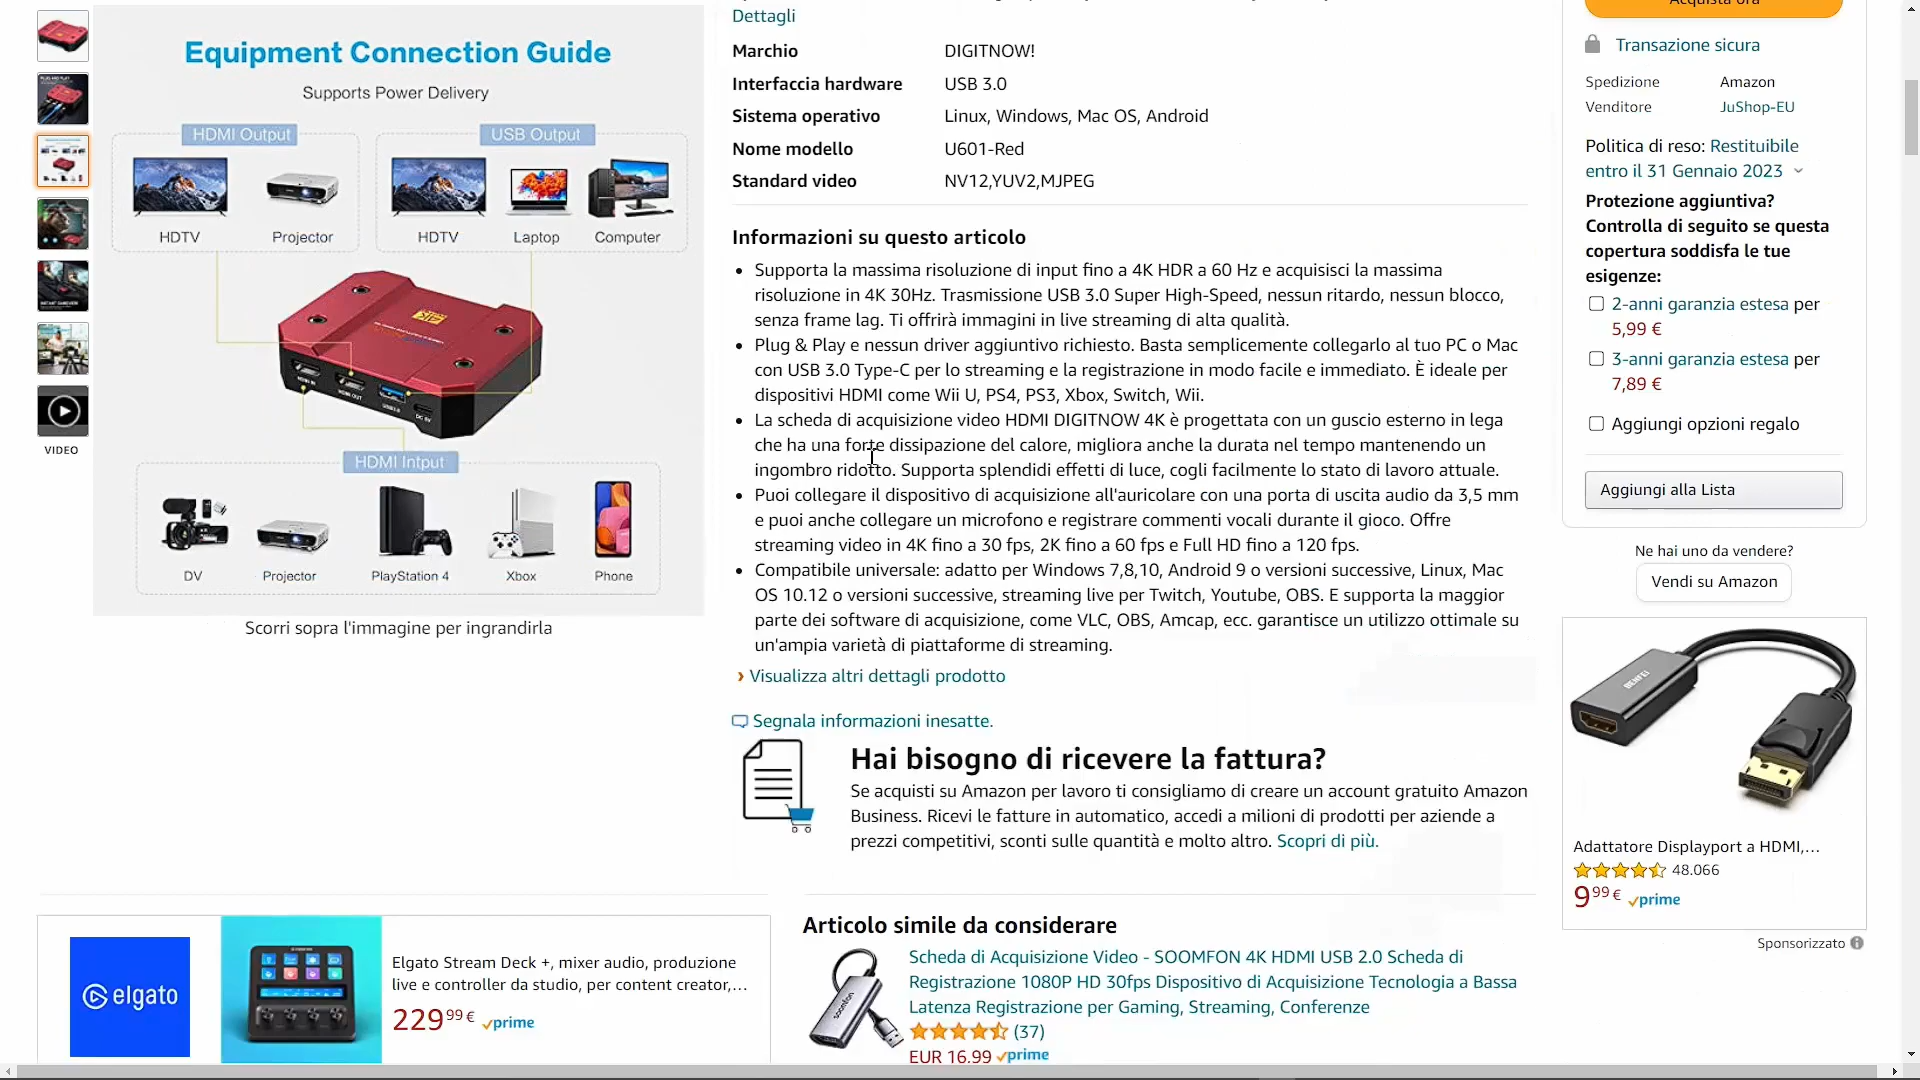 Acquista ora
Equipment Connection Guide
Supports Power Delivery
HDMI Output
USB Output
HDTV
Projector
HDTV
Laptop
Computer
4K
HDMI IN
HDMI OUT
USB3.0
DC 5V
HDMI Intput
DV
Projector
PlayStation 4
Xbox
Phone
Scorri sopra l'immagine per ingrandirla
VIDEO
Dettagli
Marchio DIGITNOW!
Interfaccia hardware USB 3.0
Sistema operativo Linux, Windows, Mac OS, Android
Nome modello U601-Red
Standard video NV12,YUV2,MJPEG
Informazioni su questo articolo
• Supporta la massima risoluzione di input fino a 4K HDR a 60 Hz e acquisisci la massima
risoluzione in 4K 30Hz. Trasmissione USB 3.0 Super High-Speed, nessun ritardo, nessun blocco,
senza frame lag. Ti offrirà immagini in live streaming di alta qualità.
• Plug & Play e nessun driver aggiuntivo richiesto. Basta semplicemente collegarlo al tuo PC o Mac
con USB 3.0 Type-C per lo streaming e la registrazione in modo facile e immediato. È ideale per
dispositivi HDMI come Wii U, PS4, PS3, Xbox, Switch, Wii.
• La scheda di acquisizione video HDMI DIGITNOW 4K è progettata con un guscio esterno in lega
che ha una forte dissipazione del calore, migliora anche la durata nel tempo mantenendo un
ingombro ridotto. Supporta splendidi effetti di luce, cogli facilmente lo stato di lavoro attuale.
• Puoi collegare il dispositivo di acquisizione all'auricolare con una porta di uscita audio da 3,5 mm
e puoi anche collegare un microfono e registrare commenti vocali durante il gioco. Offre
streaming video in 4K fino a 30 fps, 2K fino a 60 fps e Full HD fino a 120 fps.
• Compatibile universale: adatto per Windows 7,8,10, Android 9 o versioni successive, Linux, Mac
OS 10.12 o versioni successive, streaming live per Twitch, Youtube, OBS. E supporta la maggior
parte dei software di acquisizione, come VLC, OBS, Amcap, ecc. garantisce un utilizzo ottimale su
un'ampia varietà di piattaforme di streaming.
› Visualizza altri dettagli prodotto
Segnala informazioni inesatte.
Hai bisogno di ricevere la fattura?
Se acquisti su Amazon per lavoro ti consigliamo di creare un account gratuito Amazon
Business. Ricevi le fatture in automatico, accedi a milioni di prodotti per aziende a
prezzi competitivi, sconti sulle quantità e molto altro. Scopri di più.
Transazione sicura
Spedizione Amazon
Venditore JuShop-EU
Politica di reso: Restituibile
entro il 31 Gennaio 2023
Protezione aggiuntiva?
Controlla di seguito se questa
copertura soddisfa le tue
esigenze:
2-anni garanzia estesa per
5,99 €
3-anni garanzia estesa per
7,89 €
Aggiungi opzioni regalo
Aggiungi alla Lista
Ne hai uno da vendere?
Vendi su Amazon
BENFEI
Adattatore Displayport a HDMI,...
48.066
9 99 € prime
Sponsorizzato
elgato
Elgato Stream Deck +, mixer audio, produzione
live e controller da studio, per content creator,...
229 99 € prime
Articolo simile da considerare
soomfon
Scheda di Acquisizione Video - SOOMFON 4K HDMI USB 2.0 Scheda di
Registrazione 1080P HD 30fps Dispositivo di Acquisizione Tecnologia a Bassa
Latenza Registrazione per Gaming, Streaming, Conferenze
(37)
EUR 16.99 prime